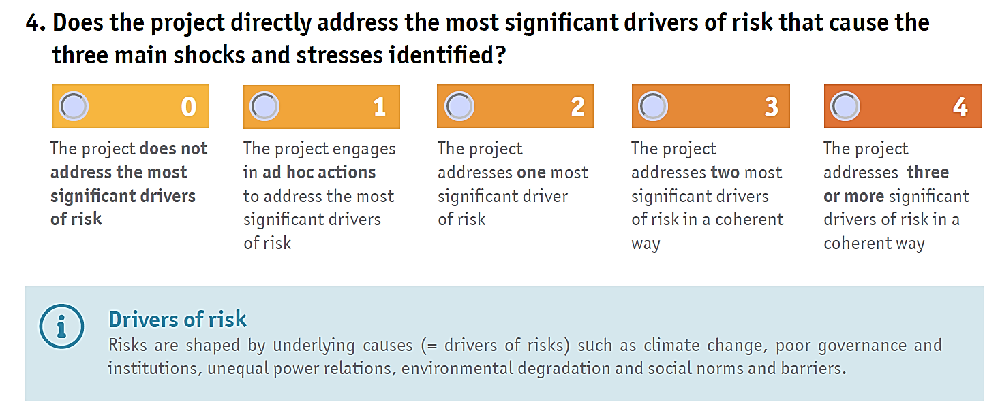 4. Does the project directly address the most significant drivers of risk that cause the
three main shocks and stresses identified?
0
The project does not
address the most
significant drivers
of risk
1
The project engages
in ad hoc actions
to address the most
significant drivers
of risk
2
The project
addresses one most
significant driver
of risk
3
The project
addresses two most
significant drivers
of risk in a coherent
way
4
The project
addresses three
or more significant
drivers of risk in a
coherent way
i
Drivers of risk
Risks are shaped by underlying causes (= drivers of risks) such as climate change, poor governance and
institutions, unequal power relations, environmental degradation and social norms and barriers.